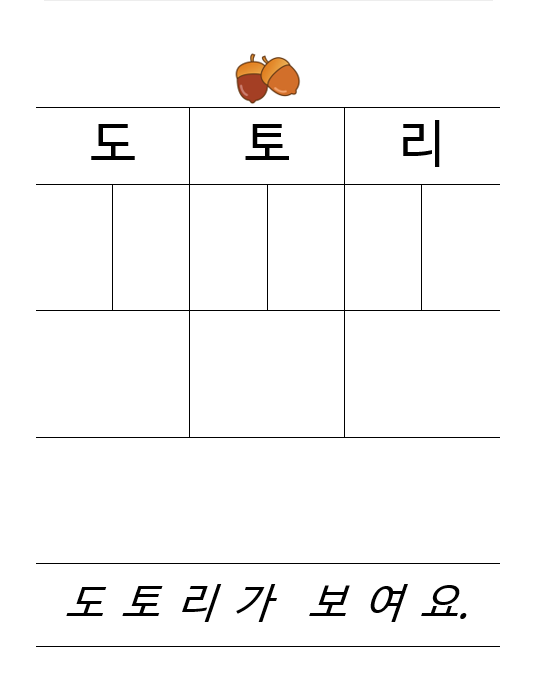 도 토 리
도 토 리 가 보 여 요.